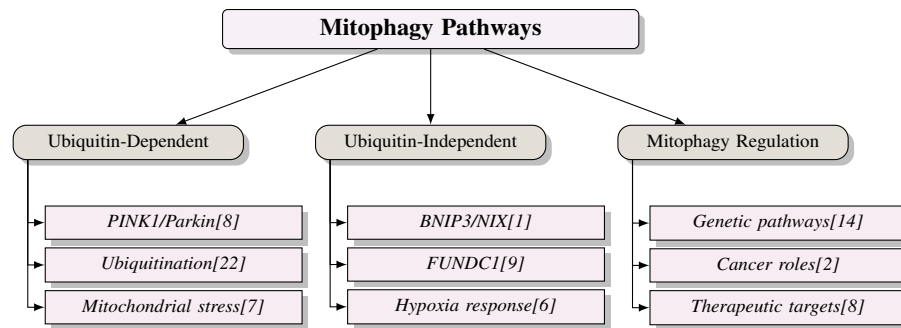 Mitophagy Pathways
Ubiquitin-Dependent
Ubiquitin-Independent
Mitophagy Regulation
PINK1/Parkin[8]
BNIP3/NIX[1]
Genetic pathways[14]
Ubiquitination[22]
FUNDC1[9]
Cancer roles[2]
Mitochondrial stress[7]
Hypoxia response[6]
Therapeutic targets[8]